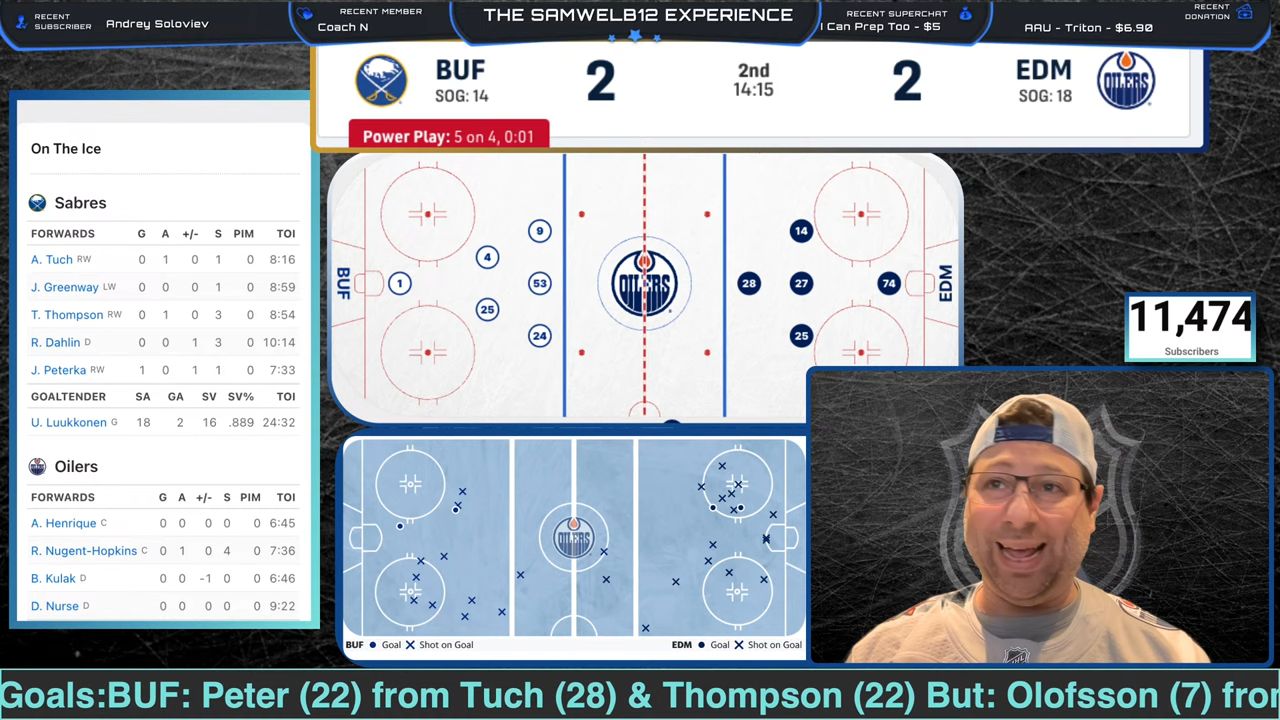 RECENT SUBSCRIBER
Andrey Soloviev
RECENT MEMBER
Coach N
THE SAMWELB12 EXPERIENCE
RECENT SUPERCHAT
I Can Prep Too - $5
RECENT DONATION
AAU - Triton - $6.90
BUF
SOG: 14
2
2nd
14:15
2
EDM
SOG: 18
OILERS
Power Play: 5 on 4, 0:01
On The Ice
Sabres
FORWARDS G A +/- S PIM TOI
A. Tuch RW 0 1 0 1 0 8:16
J. Greenway LW 0 0 0 1 0 8:59
T. Thompson RW 0 1 0 3 0 8:54
R. Dahlin D 0 0 1 3 0 10:14
J. Peterka RW 1 0 1 1 0 7:33
GOALTENDER SA GA SV SV% TOI
U. Luukkonen G 18 2 16 .889 24:32
Oilers
FORWARDS G A +/- S PIM TOI
A. Henrique C 0 0 0 0 0 6:45
R. Nugent-Hopkins C 0 1 0 4 0 7:36
B. Kulak D 0 0 -1 0 0 6:46
D. Nurse D 0 0 0 0 0 9:22
BUF
1
4
25
9
53
24
OILERS
28
14
27
25
74
EDM
11,474
Subscribers
OILERS
BUF Goal Shot on Goal
EDM Goal Shot on Goal
NHL
Goals:BUF: Peter (22) from Tuch (28) & Thompson (22) But: Olofsson (7) from